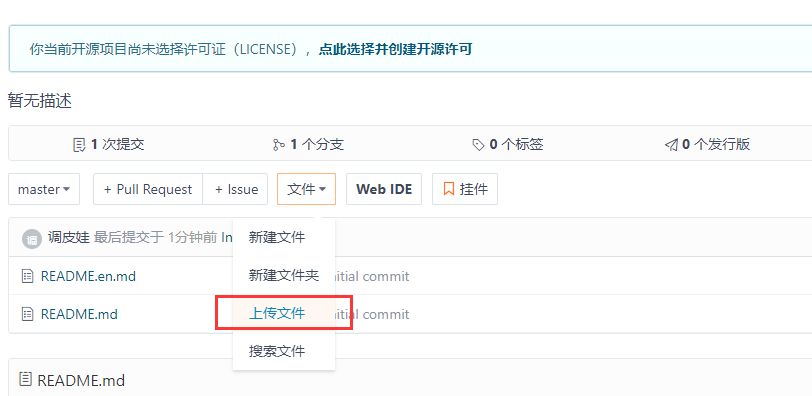 你当前开源项目尚未选择许可证（LICENSE），点此选择并创建开源许可
暂无描述
1 次提交 1 个分支 0 个标签 0 个发行版
master + Pull Request + Issue 文件 Web IDE 挂件
调皮娃 最后提交于 1分钟前 In
新建文件
README.en.md nitial commit
新建文件夹
README.md nitial commit
上传文件
搜索文件
README.md